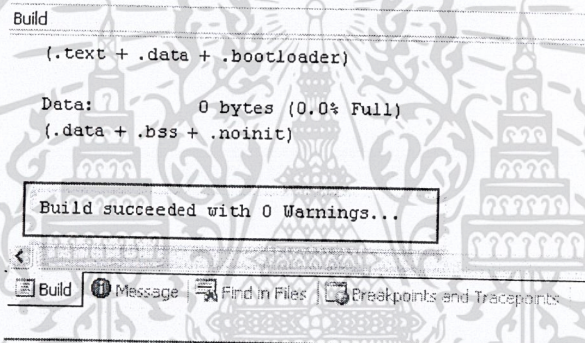 Build
(.text + .data + .bootloader)
Data: 0 bytes (0.0% Full)
(.data + .bss + .noinit)
Build succeeded with 0 Warnings...
Build Message Find in Files Breakpoints and Tracepoints